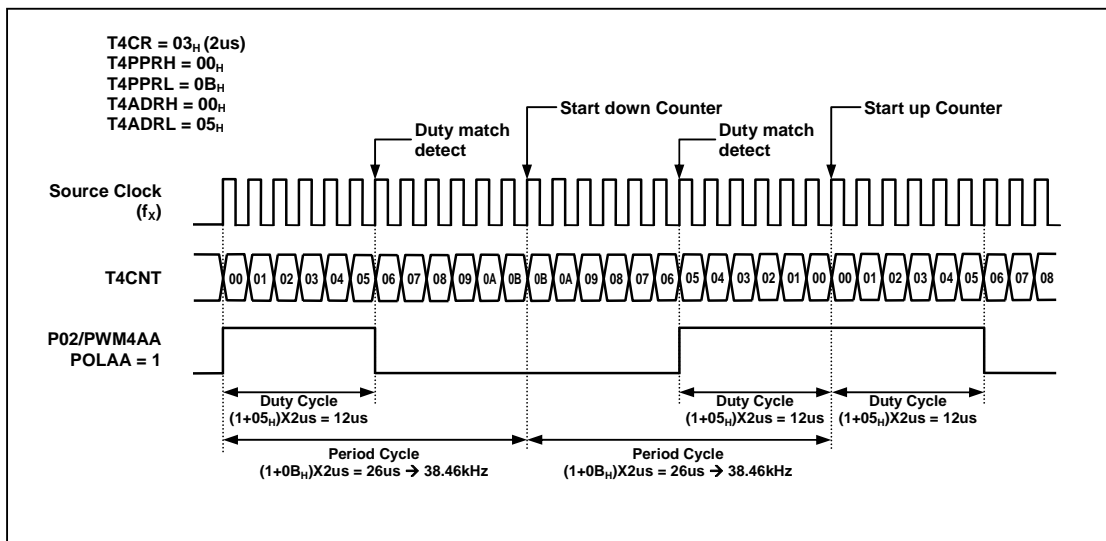 T4CR = 03H (2us)
T4PPRH = 00H
T4PPRL = 0BH
T4ADRH = 00H
T4ADRL = 05H
Duty match
detect
Start down Counter
Duty match
detect
Start up Counter
Source Clock
(fX)
T4CNT
00 01 02 03 04 05 06 07 08 09 0A 0B 0B 0A 09 08 07 06 05 04 03 02 01 00 00 01 02 03 04 05 06 07 08
P02/PWM4AA
POLAA = 1
Duty Cycle
(1+05H)X2us = 12us
Duty Cycle
(1+05H)X2us = 12us
Duty Cycle
(1+05H)X2us = 12us
Period Cycle
(1+0BH)X2us = 26us → 38.46kHz
Period Cycle
(1+0BH)X2us = 26us → 38.46kHz